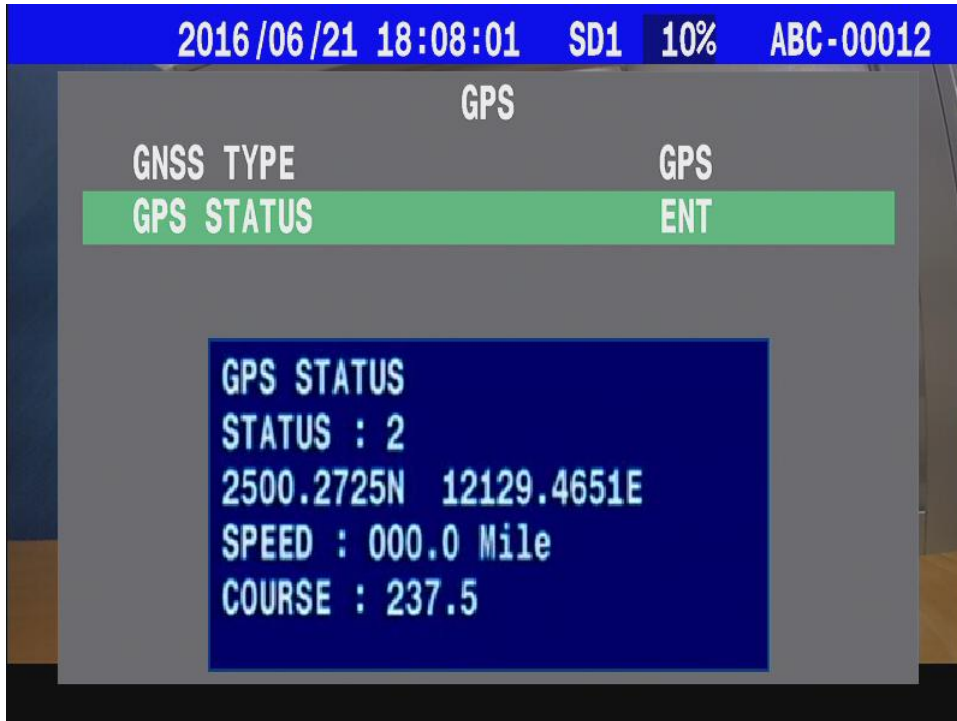 2016/06/21 18:08:01 SD1 10% ABC-00012
GPS
GNSS TYPE GPS
GPS STATUS ENT
GPS STATUS
STATUS : 2
2500.2725N 12129.4651E
SPEED : 000.0 Mile
COURSE : 237.5